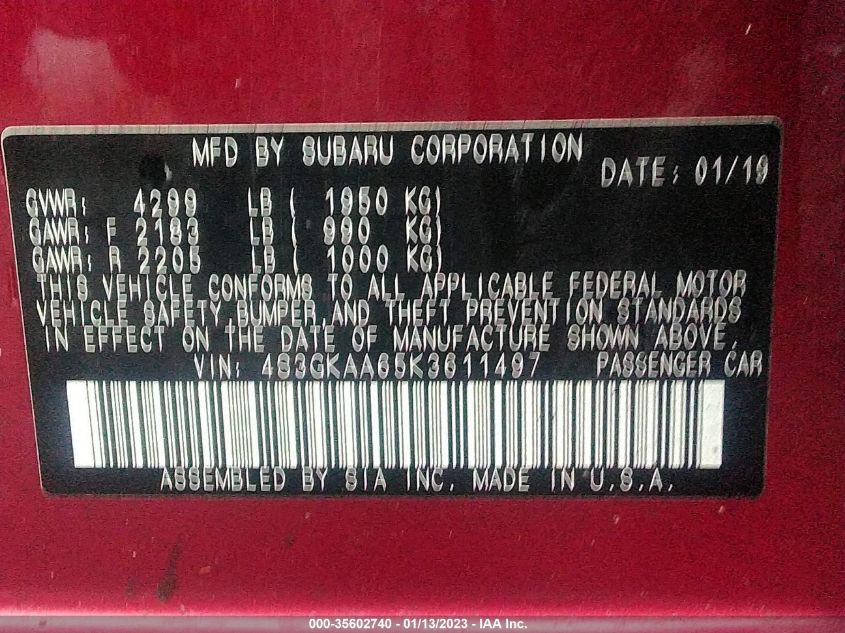 MFD BY SUBARU CORPORATION
DATE: 01/19
GVWR: 4299 LB ( 1950 KG)
GAWR: F 2183 LB ( 990 KG)
GAWR: R 2205 LB ( 1000 KG)
THIS VEHICLE CONFORMS TO ALL APPLICABLE FEDERAL MOTOR
VEHICLE SAFETY, BUMPER, AND THEFT PREVENTION STANDARDS
IN EFFECT ON THE DATE OF MANUFACTURE SHOWN ABOVE.
VIN: 4S3GKAA65K3611497 PASSENGER CAR
ASSEMBLED BY SIA INC. MADE IN U.S.A.
000-35602740 - 01/13/2023 - IAA Inc.